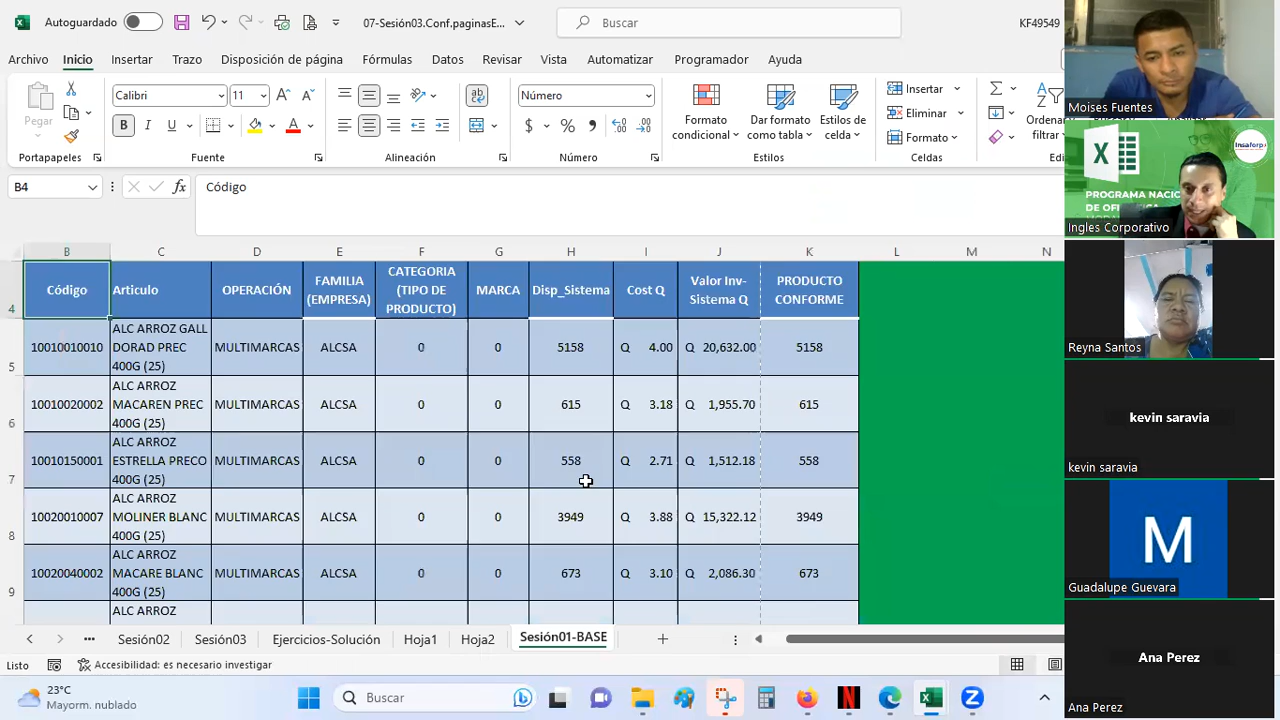 Autoguardado
07-Sesión03.Conf.paginasE...
Buscar
KF49549
Archivo Inicio Insertar Trazo Disposición de página Fórmulas Datos Revisar Vista Automatizar Programador Ayuda
Pegar
Calibri 11
N K S
ab
Número
$ % 000
Formato condicional
Dar formato como tabla
Estilos de celda
Insertar
Eliminar
Formato
Ordenar
filtrar
Portapapeles Fuente Alineación Número Estilos Celdas
B4 fx Código
B C D E F G H I J K L M N
4 Código Articulo OPERACIÓN FAMILIA (EMPRESA) CATEGORIA (TIPO DE PRODUCTO) MARCA Disp_Sistema Cost Q Valor Inv-Sistema Q PRODUCTO CONFORME
5 10010010010 ALC ARROZ GALL DORAD PREC 400G (25) MULTIMARCAS ALCSA 0 0 5158 Q 4.00 Q 20,632.00 5158
6 10010020002 ALC ARROZ MACAREN PREC 400G (25) MULTIMARCAS ALCSA 0 0 615 Q 3.18 Q 1,955.70 615
7 10010150001 ALC ARROZ ESTRELLA PRECO 400G (25) MULTIMARCAS ALCSA 0 0 558 Q 2.71 Q 1,512.18 558
8 10020010007 ALC ARROZ MOLINER BLANC 400G (25) MULTIMARCAS ALCSA 0 0 3949 Q 3.88 Q 15,322.12 3949
9 10020040002 ALC ARROZ MACARE BLANC 400G (25) MULTIMARCAS ALCSA 0 0 673 Q 3.10 Q 2,086.30 673
ALC ARROZ
Sesión02 Sesión03 Ejercicios-Solución Hoja1 Hoja2 Sesión01-BASE
Listo Accesibilidad: es necesario investigar
23°C
Mayorm. nublado
Buscar
Moises Fuentes
Insaforp
PROGRAMA NACIO
DE OFI
Ingles Corporativo
Reyna Santos
kevin saravia
kevin saravia
M
Guadalupe Guevara
Ana Perez
Ana Perez